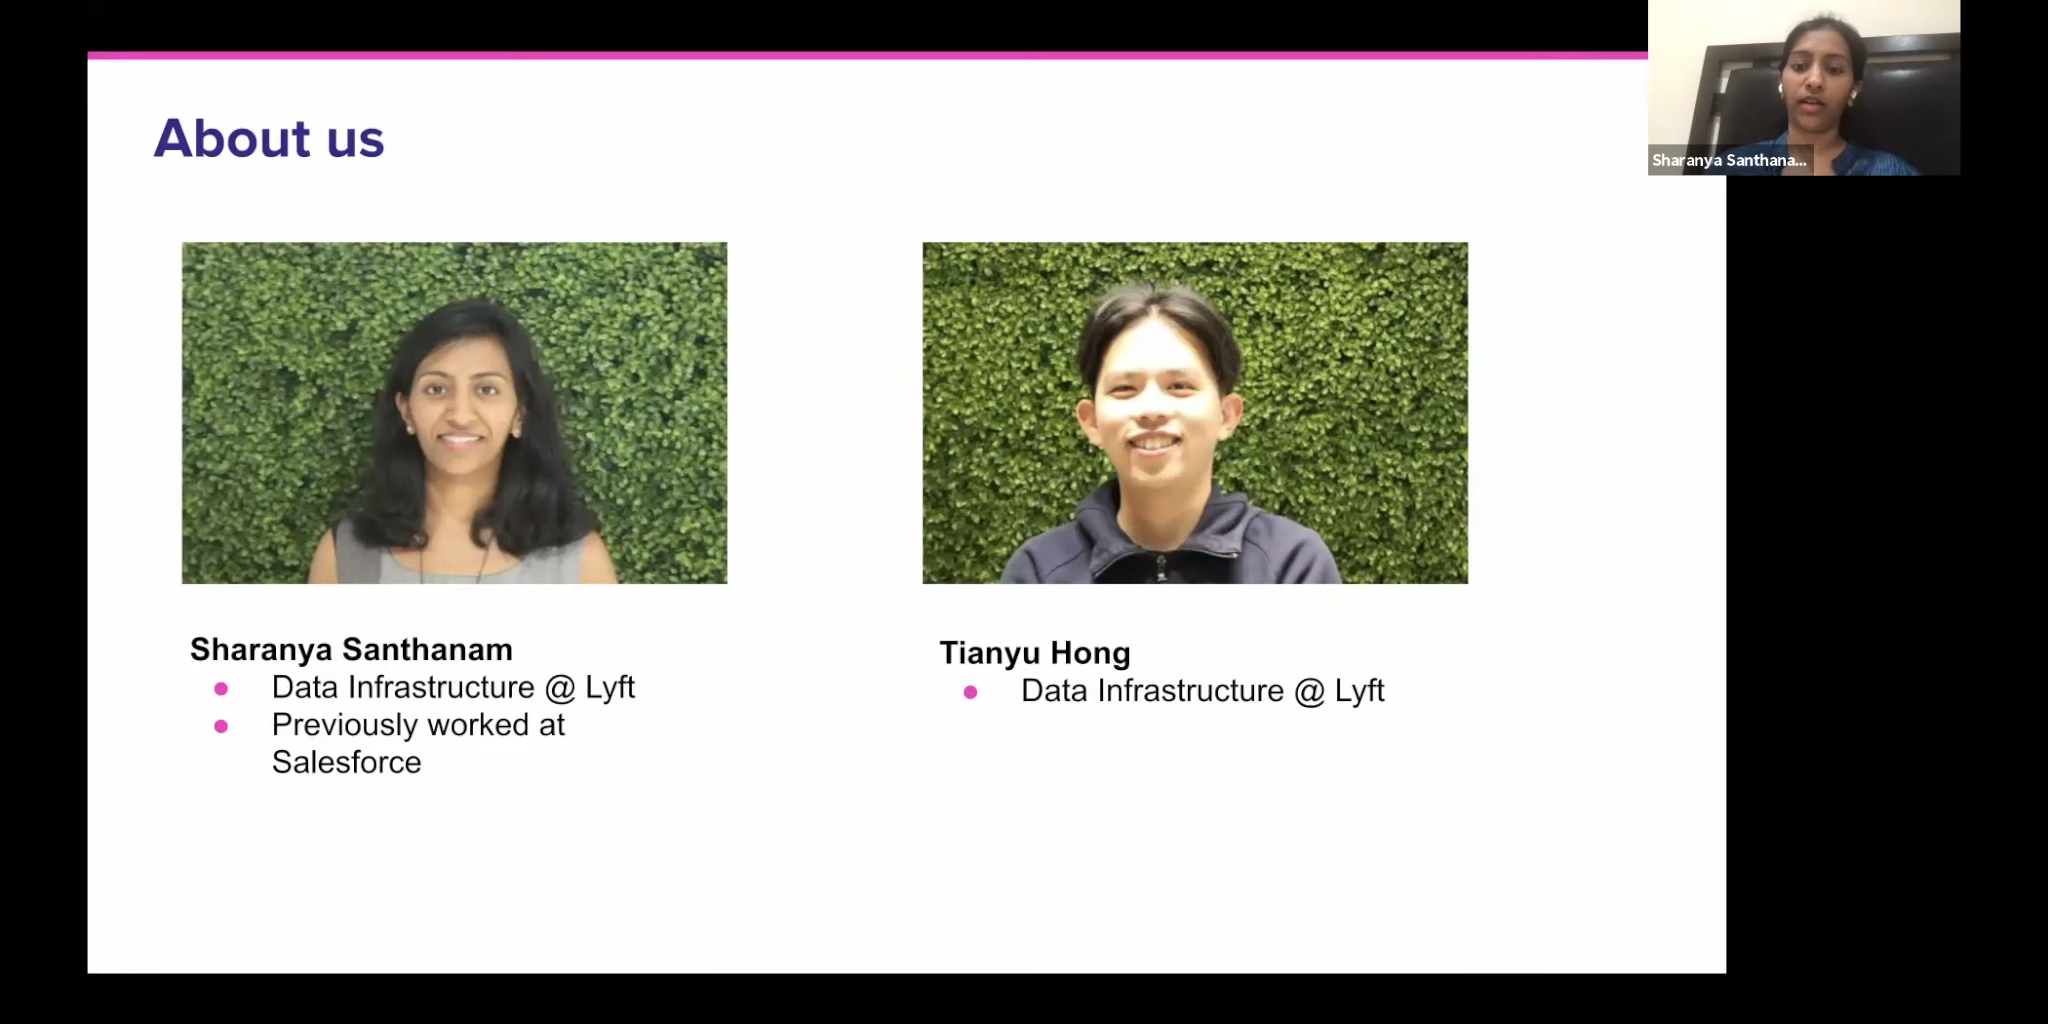 About us
Sharanya Santhana...
Sharanya Santhanam
● Data Infrastructure @ Lyft
● Previously worked at
Salesforce
Tianyu Hong
● Data Infrastructure @ Lyft